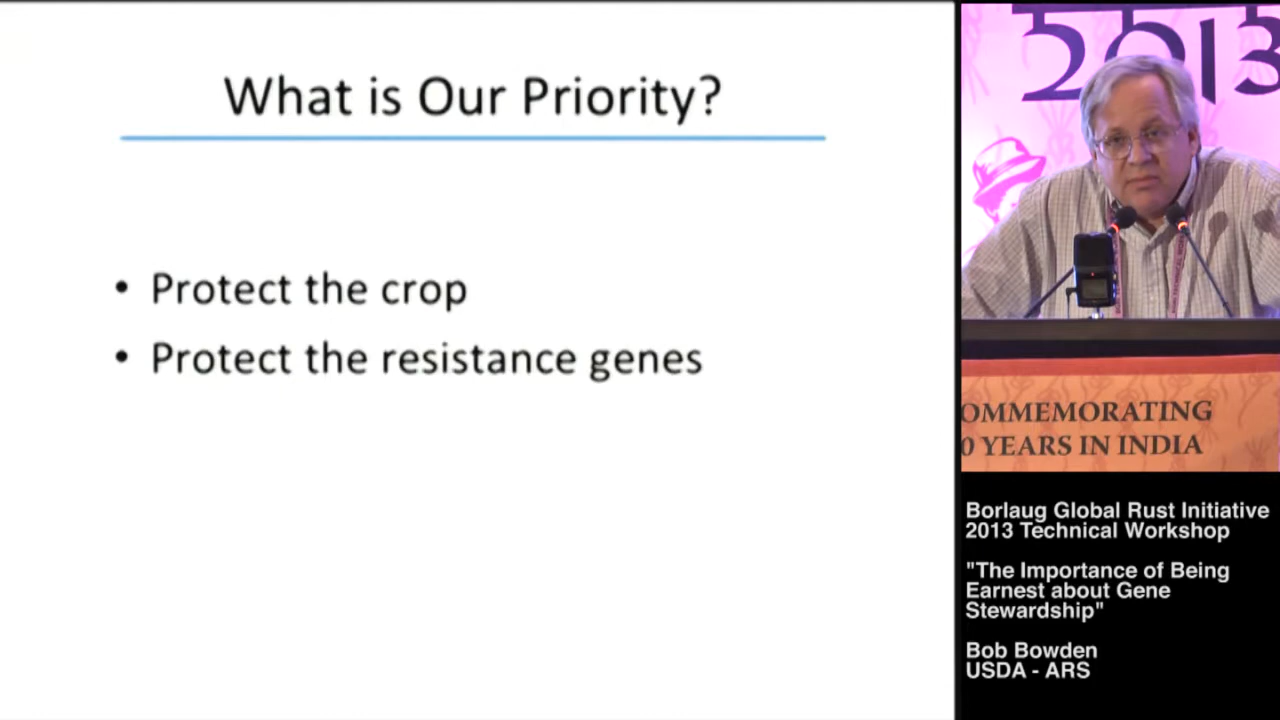 What is Our Priority?
• Protect the crop
• Protect the resistance genes
2013
OMMEMORATING
0 YEARS IN INDIA
Borlaug Global Rust Initiative
2013 Technical Workshop
"The Importance of Being
Earnest about Gene
Stewardship"
Bob Bowden
USDA - ARS